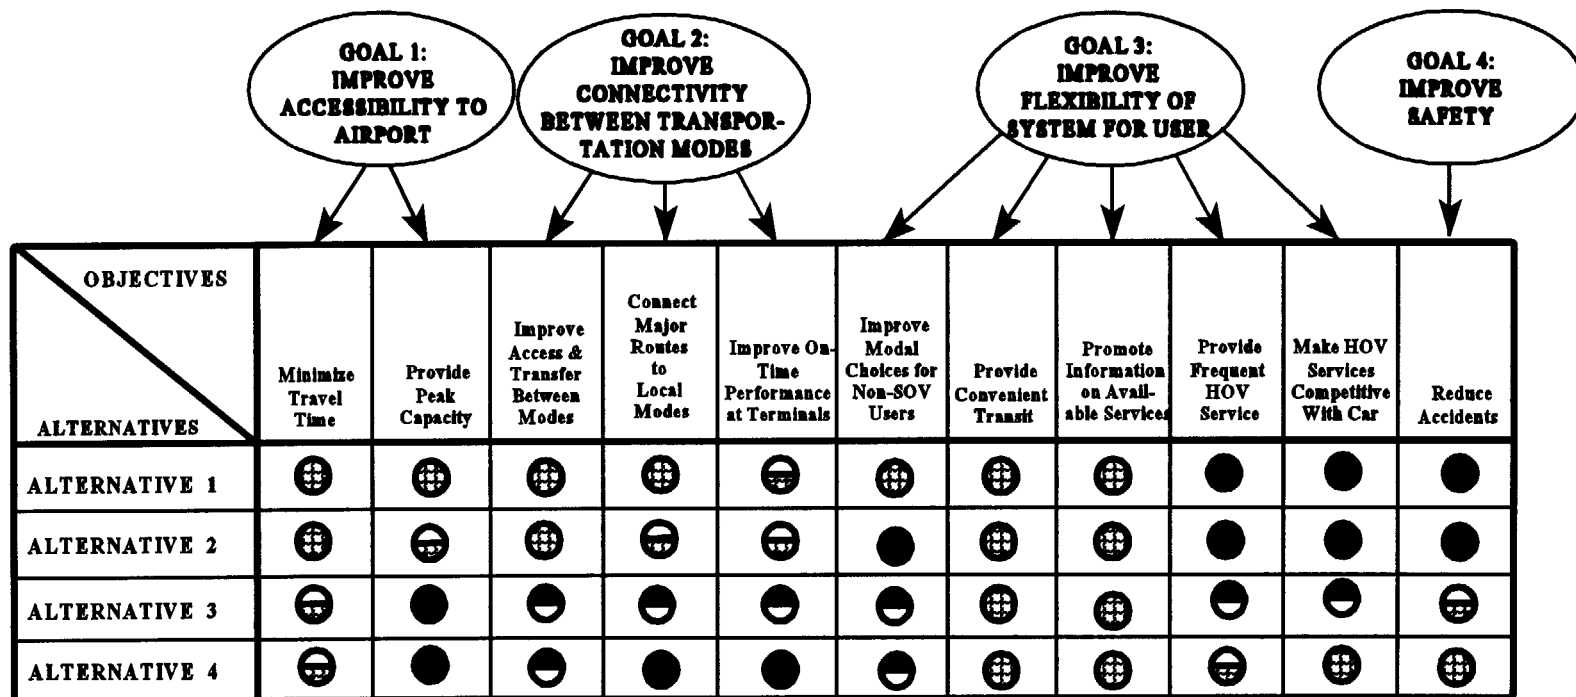 GOAL 1:
IMPROVE
ACCESSIBILITY TO
AIRPORT
GOAL 2:
IMPROVE
CONNECTIVITY
BETWEEN TRANSPOR-
TATION MODES
GOAL 3:
IMPROVE
FLEXIBILITY OF
SYSTEM FOR USER
GOAL 4:
IMPROVE
SAFETY
OBJECTIVES
ALTERNATIVES
Minimize
Travel
Time
Provide
Peak
Capacity
Improve
Access &
Transfer
Between
Modes
Connect
Major
Routes
to
Local
Modes
Improve On-
Time
Performance
at Terminals
Improve
Modal
Choices for
Non-SOV
Users
Provide
Convenient
Transit
Promote
Information
on Avail-
able Services
Provide
Frequent
HOV
Service
Make HOV
Services
Competitive
With Car
Reduce
Accidents
ALTERNATIVE 1
ALTERNATIVE 2
ALTERNATIVE 3
ALTERNATIVE 4